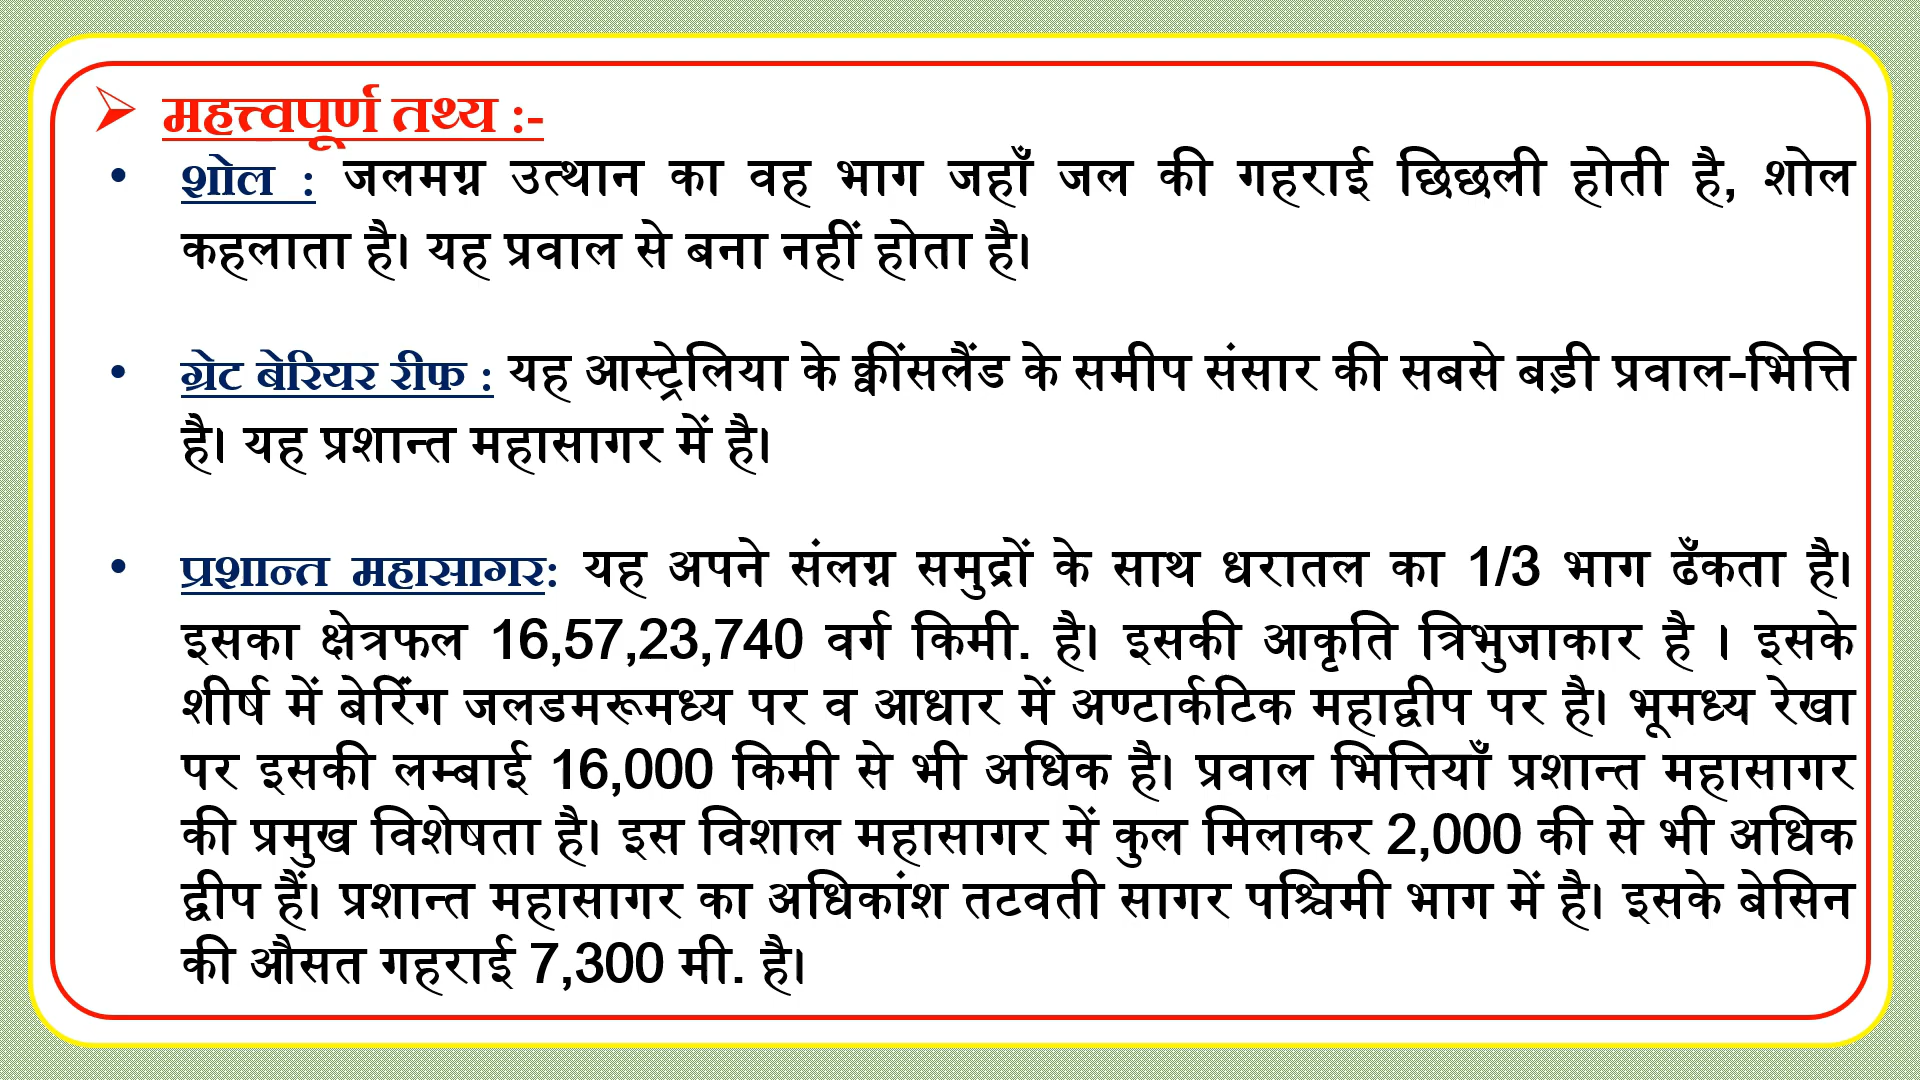 महत्त्वपूर्ण तथ्य :-
• शोल : जलमग्न उत्थान का वह भाग जहाँ जल की गहराई छिछली होती है, शोल
कहलाता है। यह प्रवाल से बना नहीं होता है।
• ग्रेट बेरियर रीफ : यह आस्ट्रेलिया के क्वींसलैंड के समीप संसार की सबसे बड़ी प्रवाल-भित्ति
है। यह प्रशान्त महासागर में है।
• प्रशान्त महासागर: यह अपने संलग्न समुद्रों के साथ धरातल का 1/3 भाग ढँकता है।
इसका क्षेत्रफल 16,57,23,740 वर्ग किमी. है। इसकी आकृति त्रिभुजाकार है । इसके
शीर्ष में बेरिंग जलडमरूमध्य पर व आधार में अण्टार्कटिक महाद्वीप पर है। भूमध्य रेखा
पर इसकी लम्बाई 16,000 किमी से भी अधिक है। प्रवाल भित्तियाँ प्रशान्त महासागर
की प्रमुख विशेषता है। इस विशाल महासागर में कुल मिलाकर 2,000 की से भी अधिक
द्वीप हैं। प्रशान्त महासागर का अधिकांश तटवती सागर पश्चिमी भाग में है। इसके बेसिन
की औसत गहराई 7,300 मी. है।